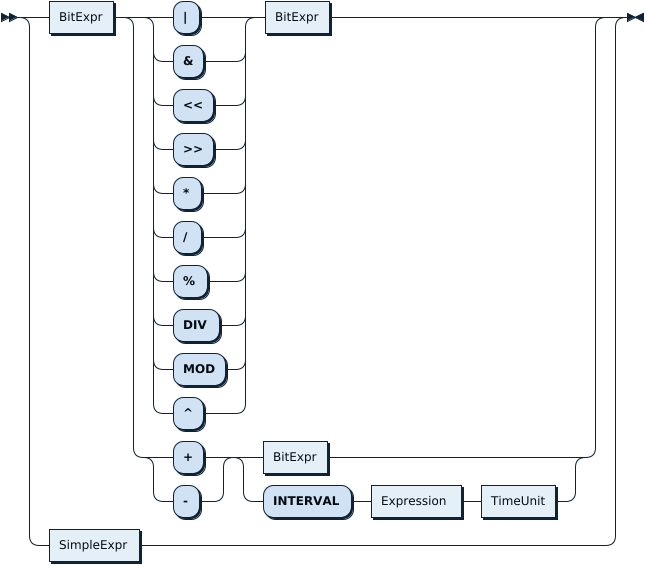 BitExpr | BitExpr
&
<<
>>
*
/
%
DIV
MOD
^
+ BitExpr
- INTERVAL Expression TimeUnit
SimpleExpr